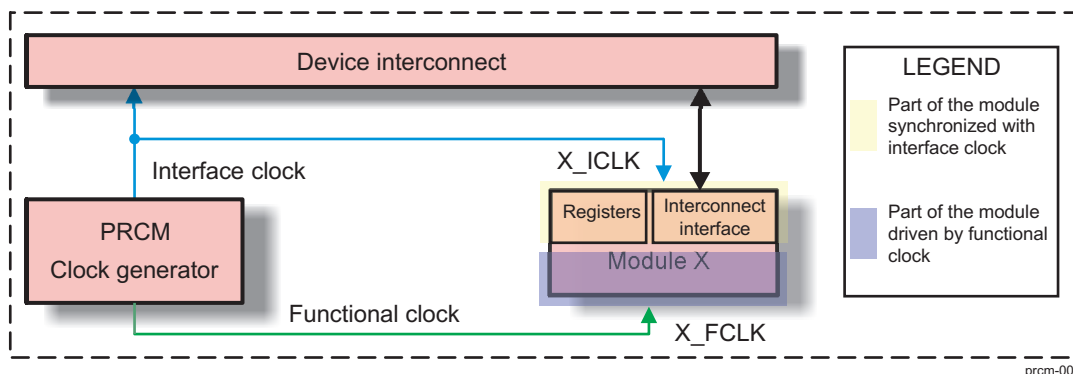 Device interconnect
LEGEND
Part of the module
synchronized with
interface clock
Part of the module
driven by functional
clock
Interface clock
X_ICLK
PRCM
Clock generator
Registers
Interconnect
interface
Module X
Functional clock
X_FCLK
prcm-00